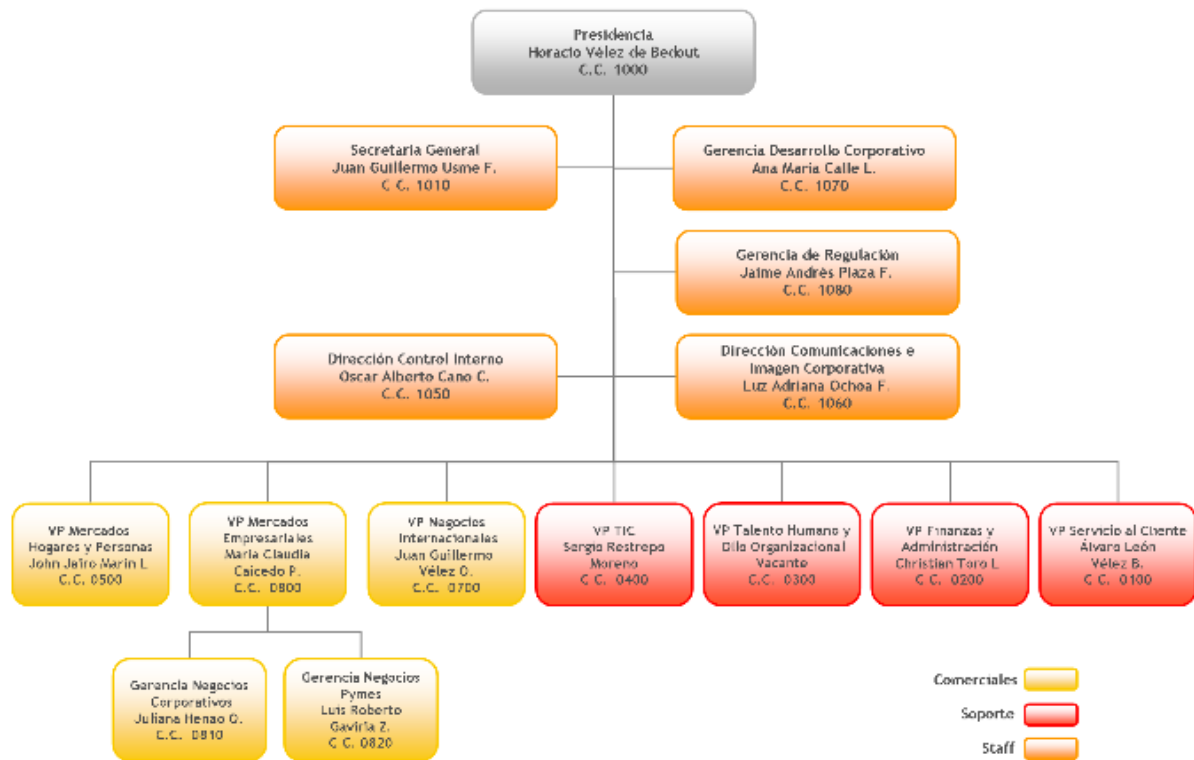 Presidencia
Horacio Vélez de Bedout
C.C. 1000
Secretaría General
Juan Guillermo Usme F.
C C. 1010
Gerencia Desarrollo Corporativo
Ana María Calle L.
C.C. 1070
Gerencia de Regulación
Jaime Andrés Plaza F.
C.C. 1080
Dirección Control Interno
Oscar Alberto Cano C.
C.C. 1050
Dirección Comunicaciones e
Imagen Corporativa
Luz Adriana Ochoa F.
C.C. 1060
VP Mercados
Hogares y Personas
John Jairo Marín L
C.C. 0500
VP Mercados
Empresariales
María Claudia
Caicedo P.
C.C. 0800
VP Negocios
Internacionales
Juan Guillermo
Vélez O.
C.C. 0700
VP TIC
Sergio Restrepo
Moreno
C C. 0400
VP Talento Humano y
Dllo Organizacional
Vacante
C.C. 0300
VP Finanzas y
Administración
Christian Toro L
C C. 0200
VP Servicio al Cliente
Álvaro León
Vélez B.
C C. 0100
Gerencia Negocios
Corporativos
Juliana Henao O.
C.C. 0810
Gerencia Negocios
Pymes
Luis Roberto
Gaviria Z.
C C. 0820
Comerciales
Soporte
Staff